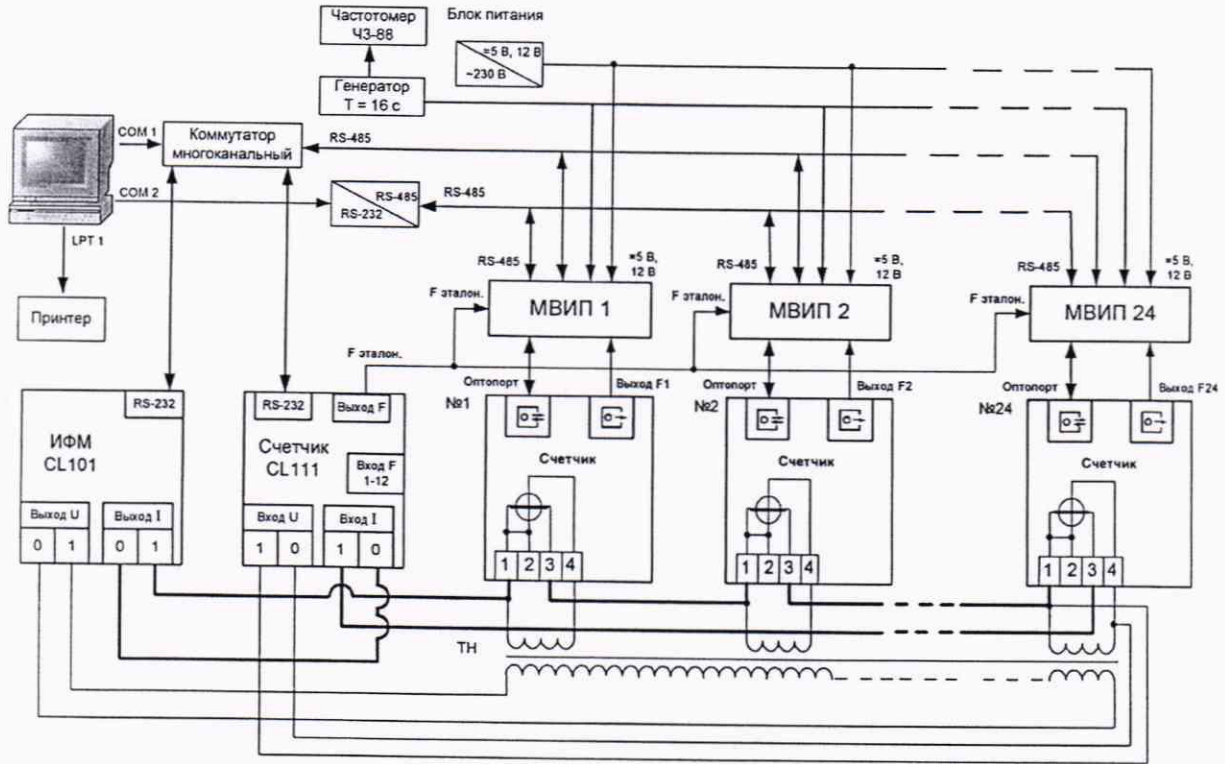 Частотомер
ЧЗ-88
Блок питания
=5 В, 12 В
~230 В
Генератор
T = 16 с
COM 1
Коммутатор
многоканальный
RS-485
COM 2
RS-485
RS-232
RS-485
LPT 1
Принтер
RS-485
=5 В,
12 В
RS-485
=5 В,
12 В
RS-485
=5 В,
12 В
F эталон.
МВИП 1
F эталон.
МВИП 2
F эталон.
МВИП 24
F эталон.
Оптопорт
Выход F1
Оптопорт
Выход F2
Оптопорт
Выход F24
№1
№2
№24
RS-232
ИФМ
CL101
Выход U
Выход I
0 1 0 1
RS-232
Выход F
Счетчик
CL111
Вход F
1-12
Вход U
Вход I
1 0 1 0
Счетчик
1 2 3 4
Счетчик
1 2 3 4
Счетчик
1 2 3 4
ТН